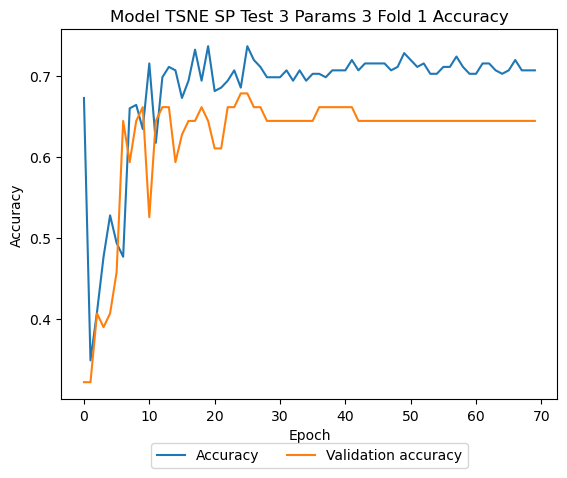 Model TSNE SP Test 3 Params 3 Fold 1 Accuracy
Accuracy
0.7
0.6
0.5
0.4
0 10 20 30 40 50 60 70
Epoch
Accuracy Validation accuracy